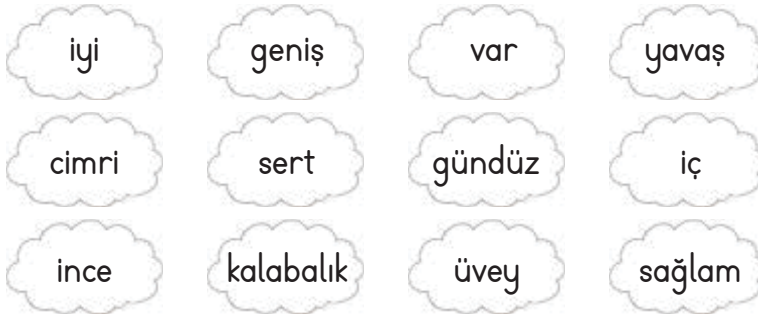 iyi geniş var yavaş
cimri sert gündüz iç
ince kalabalık üvey sağlam